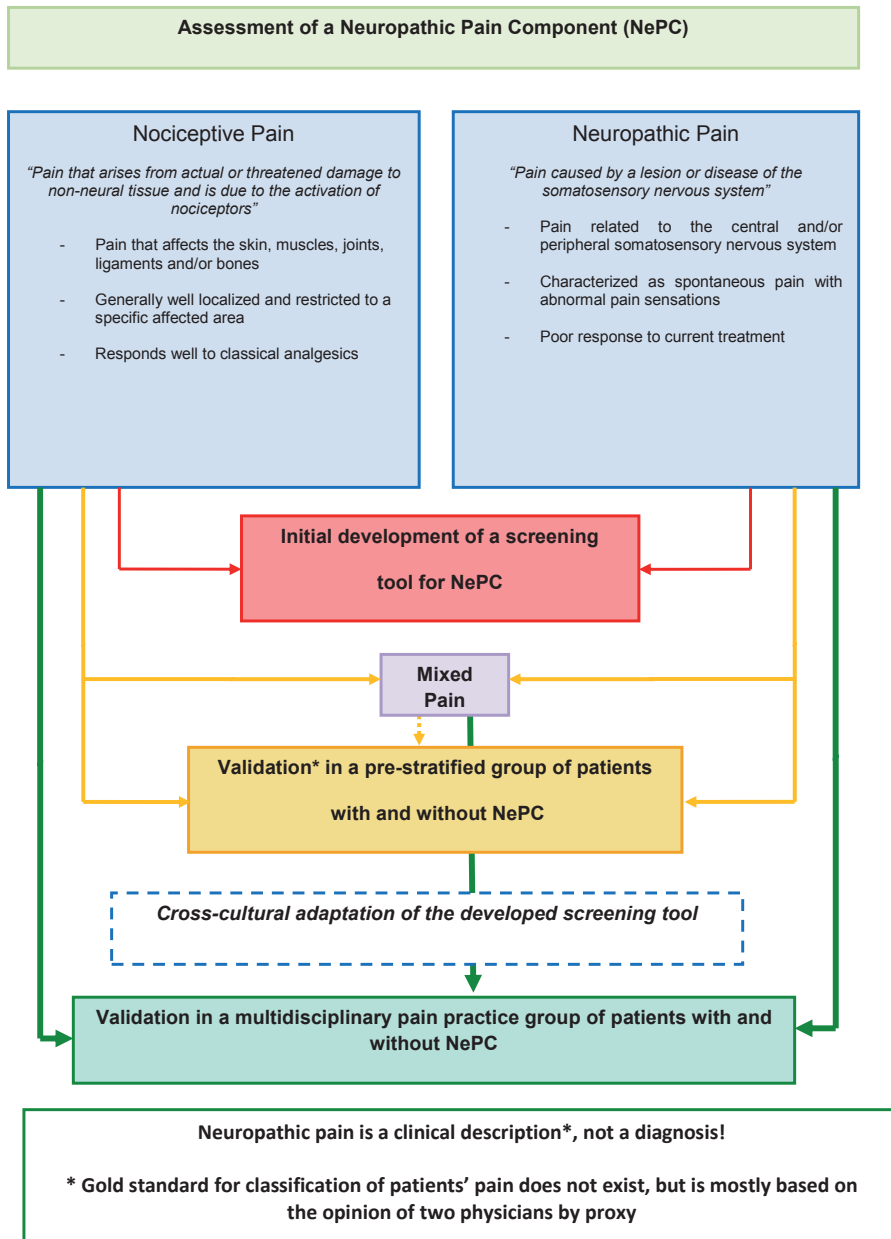 Assessment of a Neuropathic Pain Component (NePC)
Nociceptive Pain
“Pain that arises from actual or threatened damage to
non-neural tissue and is due to the activation of
nociceptors”
- Pain that affects the skin, muscles, joints,
ligaments and/or bones
- Generally well localized and restricted to a
specific affected area
- Responds well to classical analgesics
Neuropathic Pain
“Pain caused by a lesion or disease of the
somatosensory nervous system”
- Pain related to the central and/or
peripheral somatosensory nervous system
- Characterized as spontaneous pain with
abnormal pain sensations
- Poor response to current treatment
Initial development of a screening
tool for NePC
Mixed
Pain
Validation* in a pre-stratified group of patients
with and without NePC
Cross-cultural adaptation of the developed screening tool
Validation in a multidisciplinary pain practice group of patients with and
without NePC
Neuropathic pain is a clinical description*, not a diagnosis!
* Gold standard for classification of patients’ pain does not exist, but is mostly based on
the opinion of two physicians by proxy